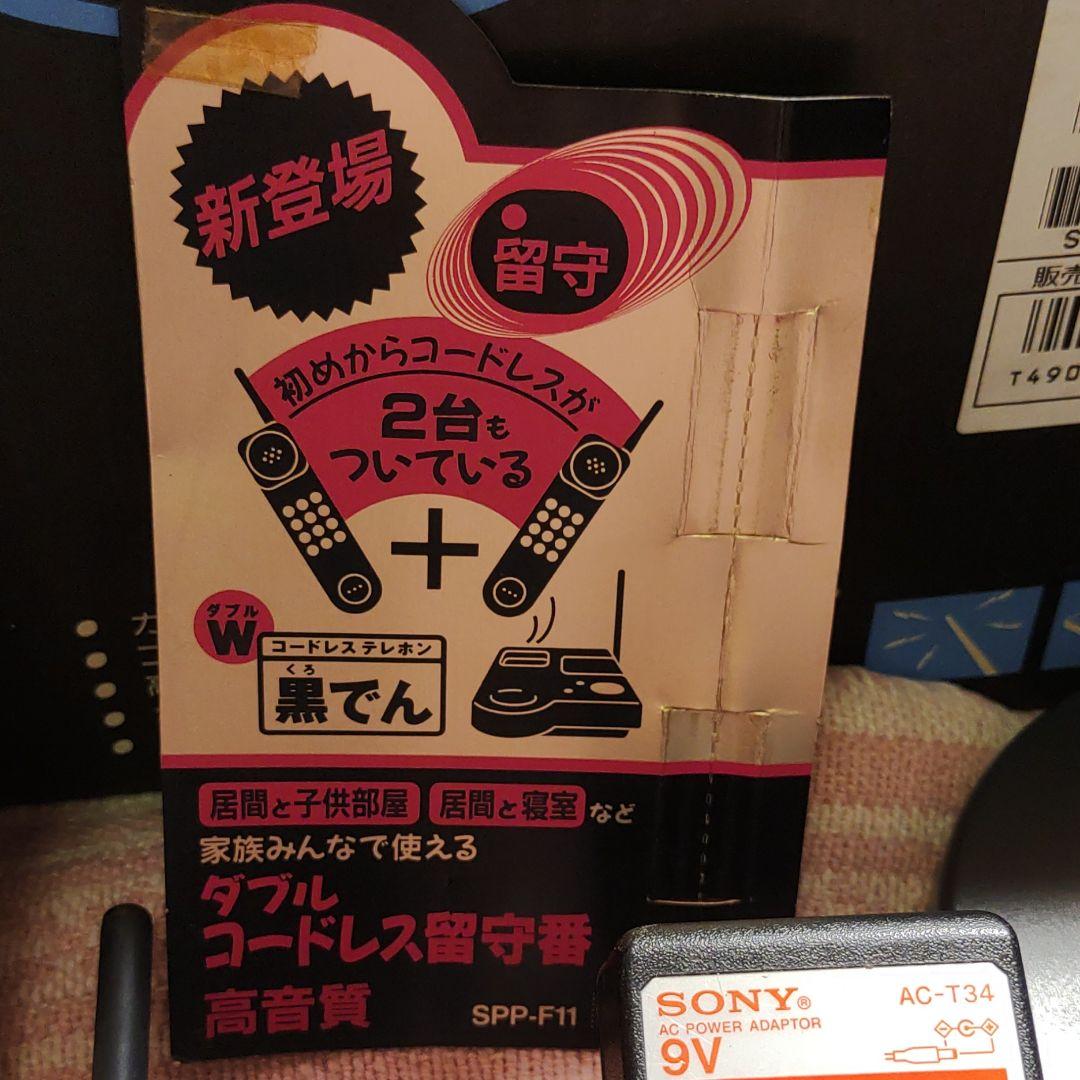 新登場
留守
初めからコードレスが
2台も
ついている
+
ダブル
W
コードレス テレホン
くろ
黒でん
居間と子供部屋 居間と寝室 など
家族みんなで使える
ダブル
コードレス留守番
高音質
SPP-F11
SONY®
AC-T34
AC POWER ADAPTOR
9V
販売
T490